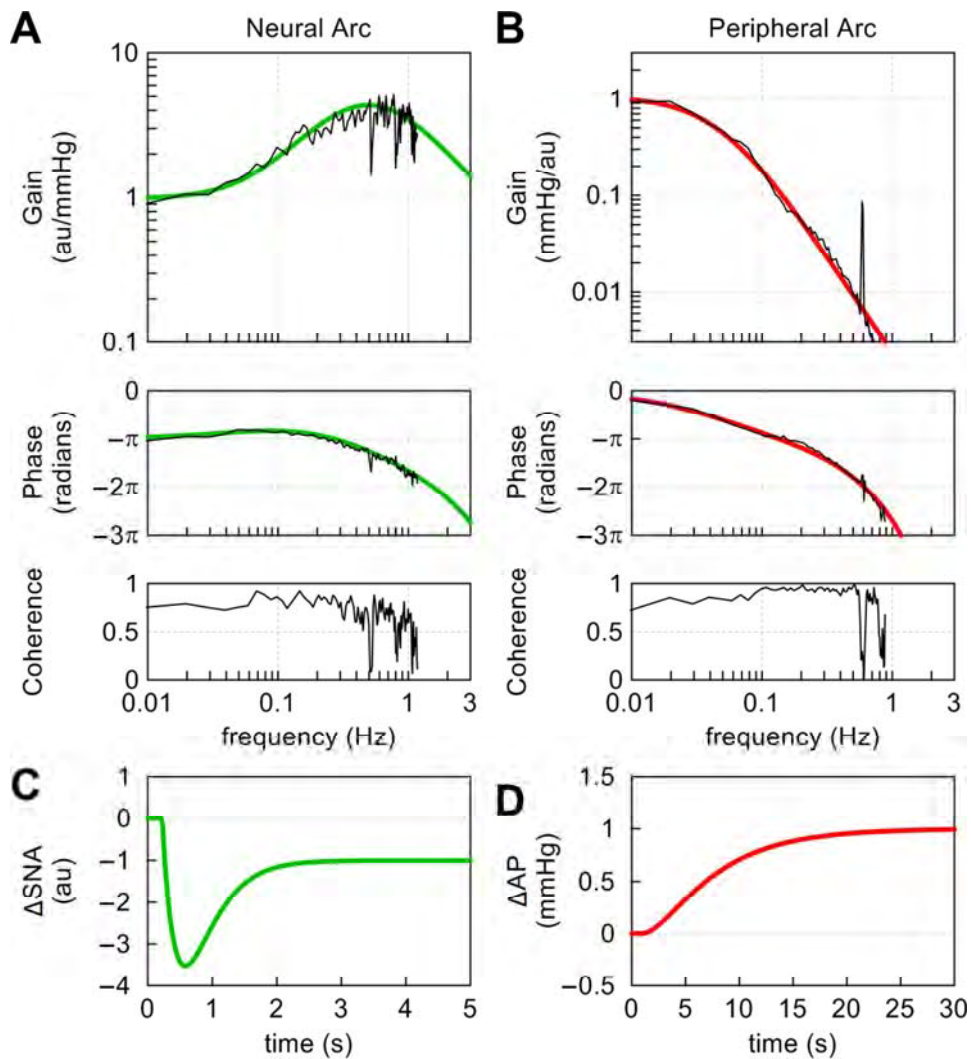 A Neural Arc
B Peripheral Arc
10
1
0.1
Gain
(au/mmHg)
1
0.1
0.01
Gain
(mmHg/au)
0
−π
−2π
−3π
Phase
(radians)
0
−π
−2π
−3π
Phase
(radians)
1
0.5
0
Coherence
0.01 0.1 1 3
frequency (Hz)
1
0.5
0
Coherence
0.01 0.1 1 3
frequency (Hz)
C
1
0
−1
−2
−3
−4
ΔSNA
(au)
0 1 2 3 4 5
time (s)
D
1.5
1
0.5
0
−0.5
ΔAP
(mmHg)
0 5 10 15 20 25 30
time (s)